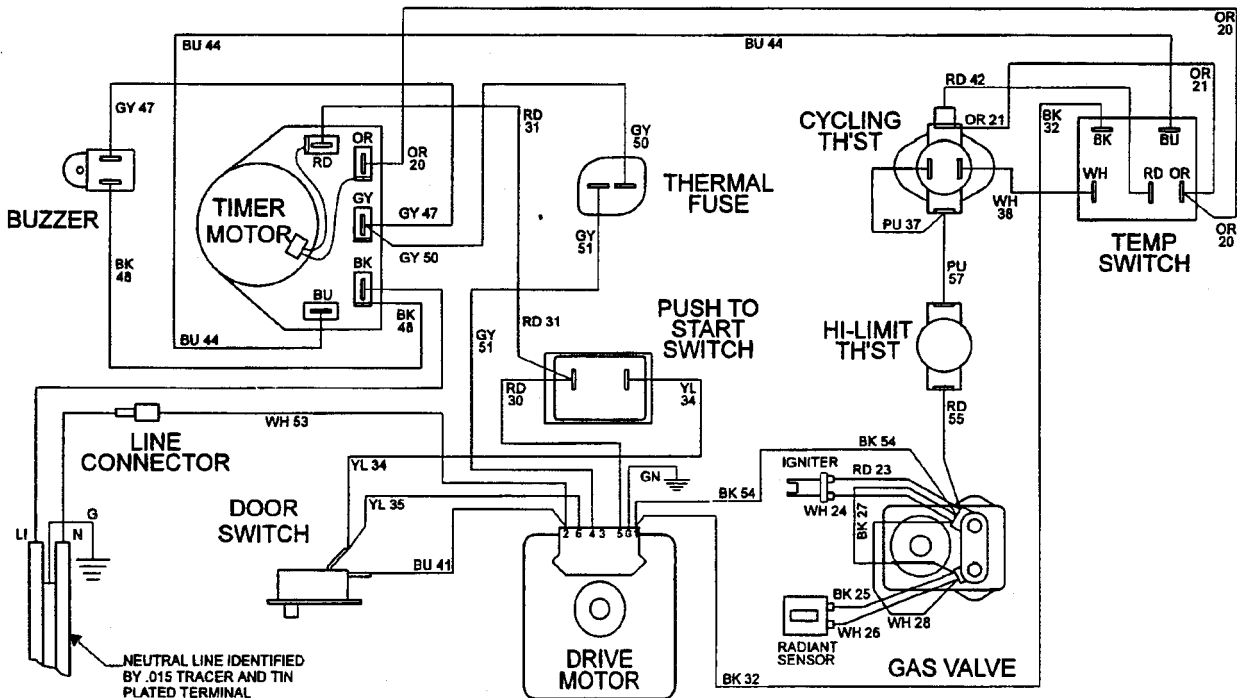 OR
20
BU 44
BU 44
RD 42
OR
21
GY 47
RD
31
CYCLING
TH'ST
OR 21
BK
32
GY
50
OR
OR
20
RD
BK
BU
THERMAL
FUSE
WH
RD OR
TIMER
MOTOR
GY
GY 47
BUZZER
PU 37
WH
38
GY
51
OR
20
TEMP
SWITCH
GY 50
BK
48
BK
PU
57
BU
BK
48
PUSH TO
START
SWITCH
RD 31
HI-LIMIT
TH'ST
BU 44
GY
51
RD
30
YL
34
RD
55
WH 53
LINE
CONNECTOR
BK 54
YL 34
IGNITER
RD 23
GN
BK 54
YL 35
WH 24
BK 27
DOOR
SWITCH
G
LI
N
2 6 4 3 5 G 1
BU 41
BK 25
WH 28
WH 26
RADIANT
SENSOR
DRIVE
MOTOR
GAS VALVE
NEUTRAL LINE IDENTIFIED
BY .015 TRACER AND TIN
PLATED TERMINAL
BK 32